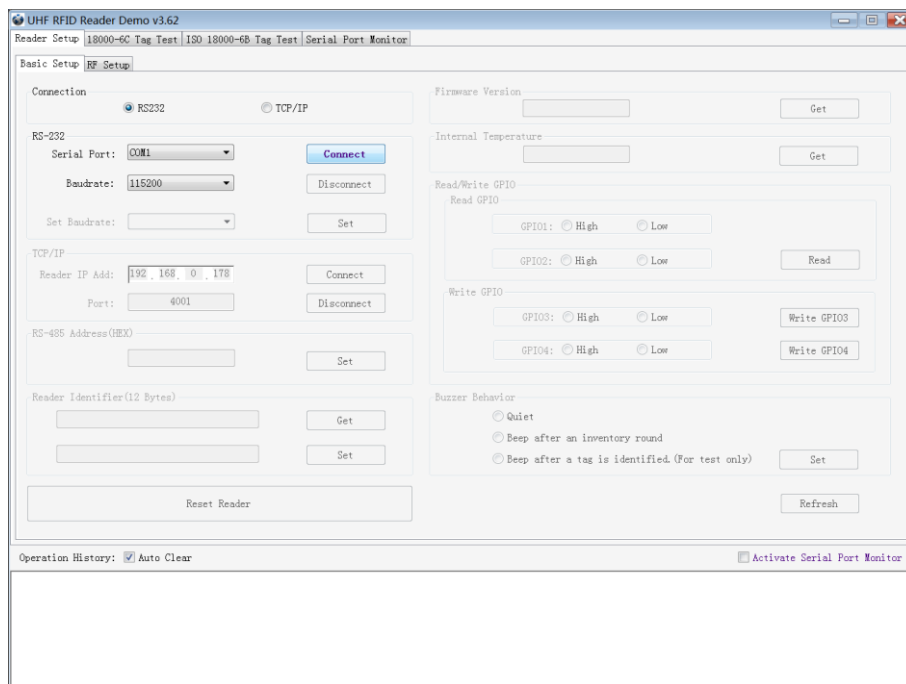 UHF RFID Reader Demo v3.62
Reader Setup 18000-6C Tag Test ISO 18000-6B Tag Test Serial Port Monitor
Basic Setup RF Setup
Connection
RS232 TCP/IP
RS-232
Serial Port: COM1 Connect
Baudrate: 115200 Disconnect
Set Baudrate: Set
TCP/IP
Reader IP Add: 192 . 168 . 0 . 178 Connect
Port: 4001 Disconnect
RS-485 Address(HEX)
Set
Reader Identifier(12 Bytes)
Get
Set
Reset Reader
Firmware Version
Get
Internal Temperature
Get
Read/Write GPIO
Read GPIO
GPIO1: High Low
GPIO2: High Low Read
Write GPIO
GPIO3: High Low Write GPIO3
GPIO4: High Low Write GPIO4
Buzzer Behavior
Quiet
Beep after an inventory round
Beep after a tag is identified.(For test only) Set
Refresh
Operation History: Auto Clear Activate Serial Port Monitor